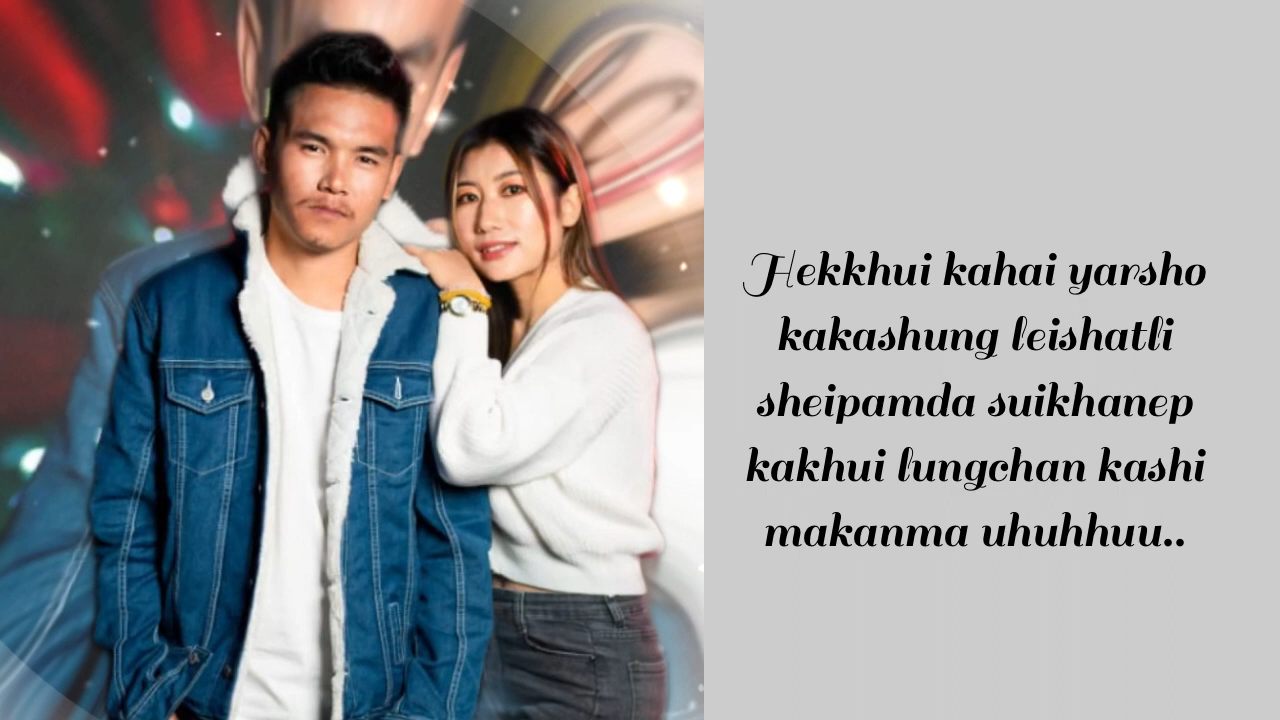 Hekkhui kahai yarsho
kakashung leishatli
sheipamda suikhanep
kakhui lungchan kashi
makanma uhuhhuu..